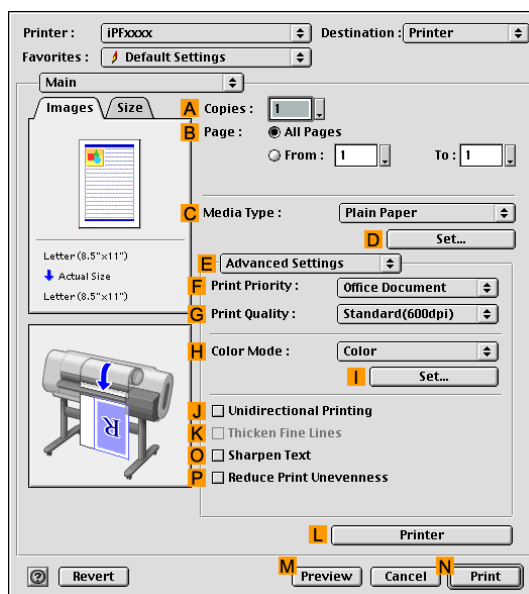 Printer : iPFxxxx Destination : Printer
Favorites : Default Settings
Main
Images Size
A Copies : 1
B Page : All Pages
From : 1 To : 1
C Media Type : Plain Paper
D Set...
Letter (8.5"x11")
Actual Size
Letter (8.5"x11")
E Advanced Settings
F Print Priority : Office Document
G Print Quality : Standard(600dpi)
H Color Mode : Color
I Set...
R
J Unidirectional Printing
K Thicken Fine Lines
O Sharpen Text
P Reduce Print Unevenness
L Printer
? Revert M Preview Cancel N Print